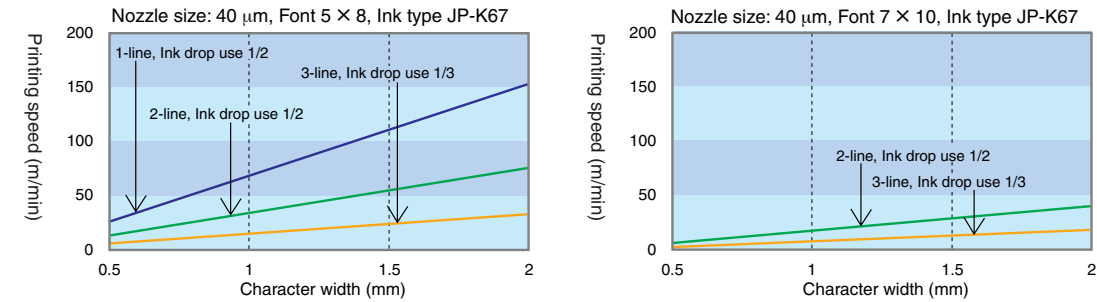 Nozzle size: 40 μm, Font 5 × 8, Ink type JP-K67
Printing speed (m/min)
200
150
100
50
0
1-line, Ink drop use 1/2
3-line, Ink drop use 1/3
2-line, Ink drop use 1/2
0.5 1 1.5 2
Character width (mm)
Nozzle size: 40 μm, Font 7 × 10, Ink type JP-K67
Printing speed (m/min)
200
150
100
50
0
2-line, Ink drop use 1/2
3-line, Ink drop use 1/3
0.5 1 1.5 2
Character width (mm)